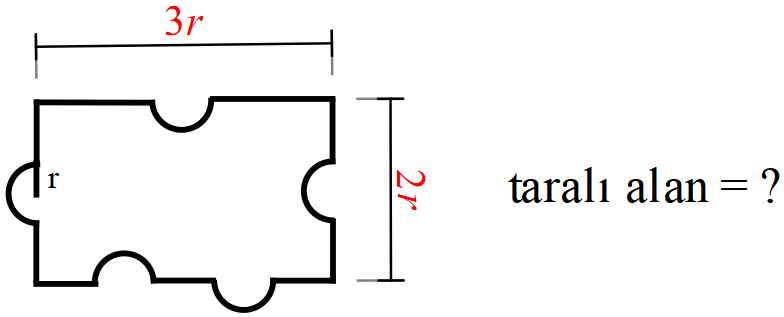 3r
r
2r
taralı alan = ?